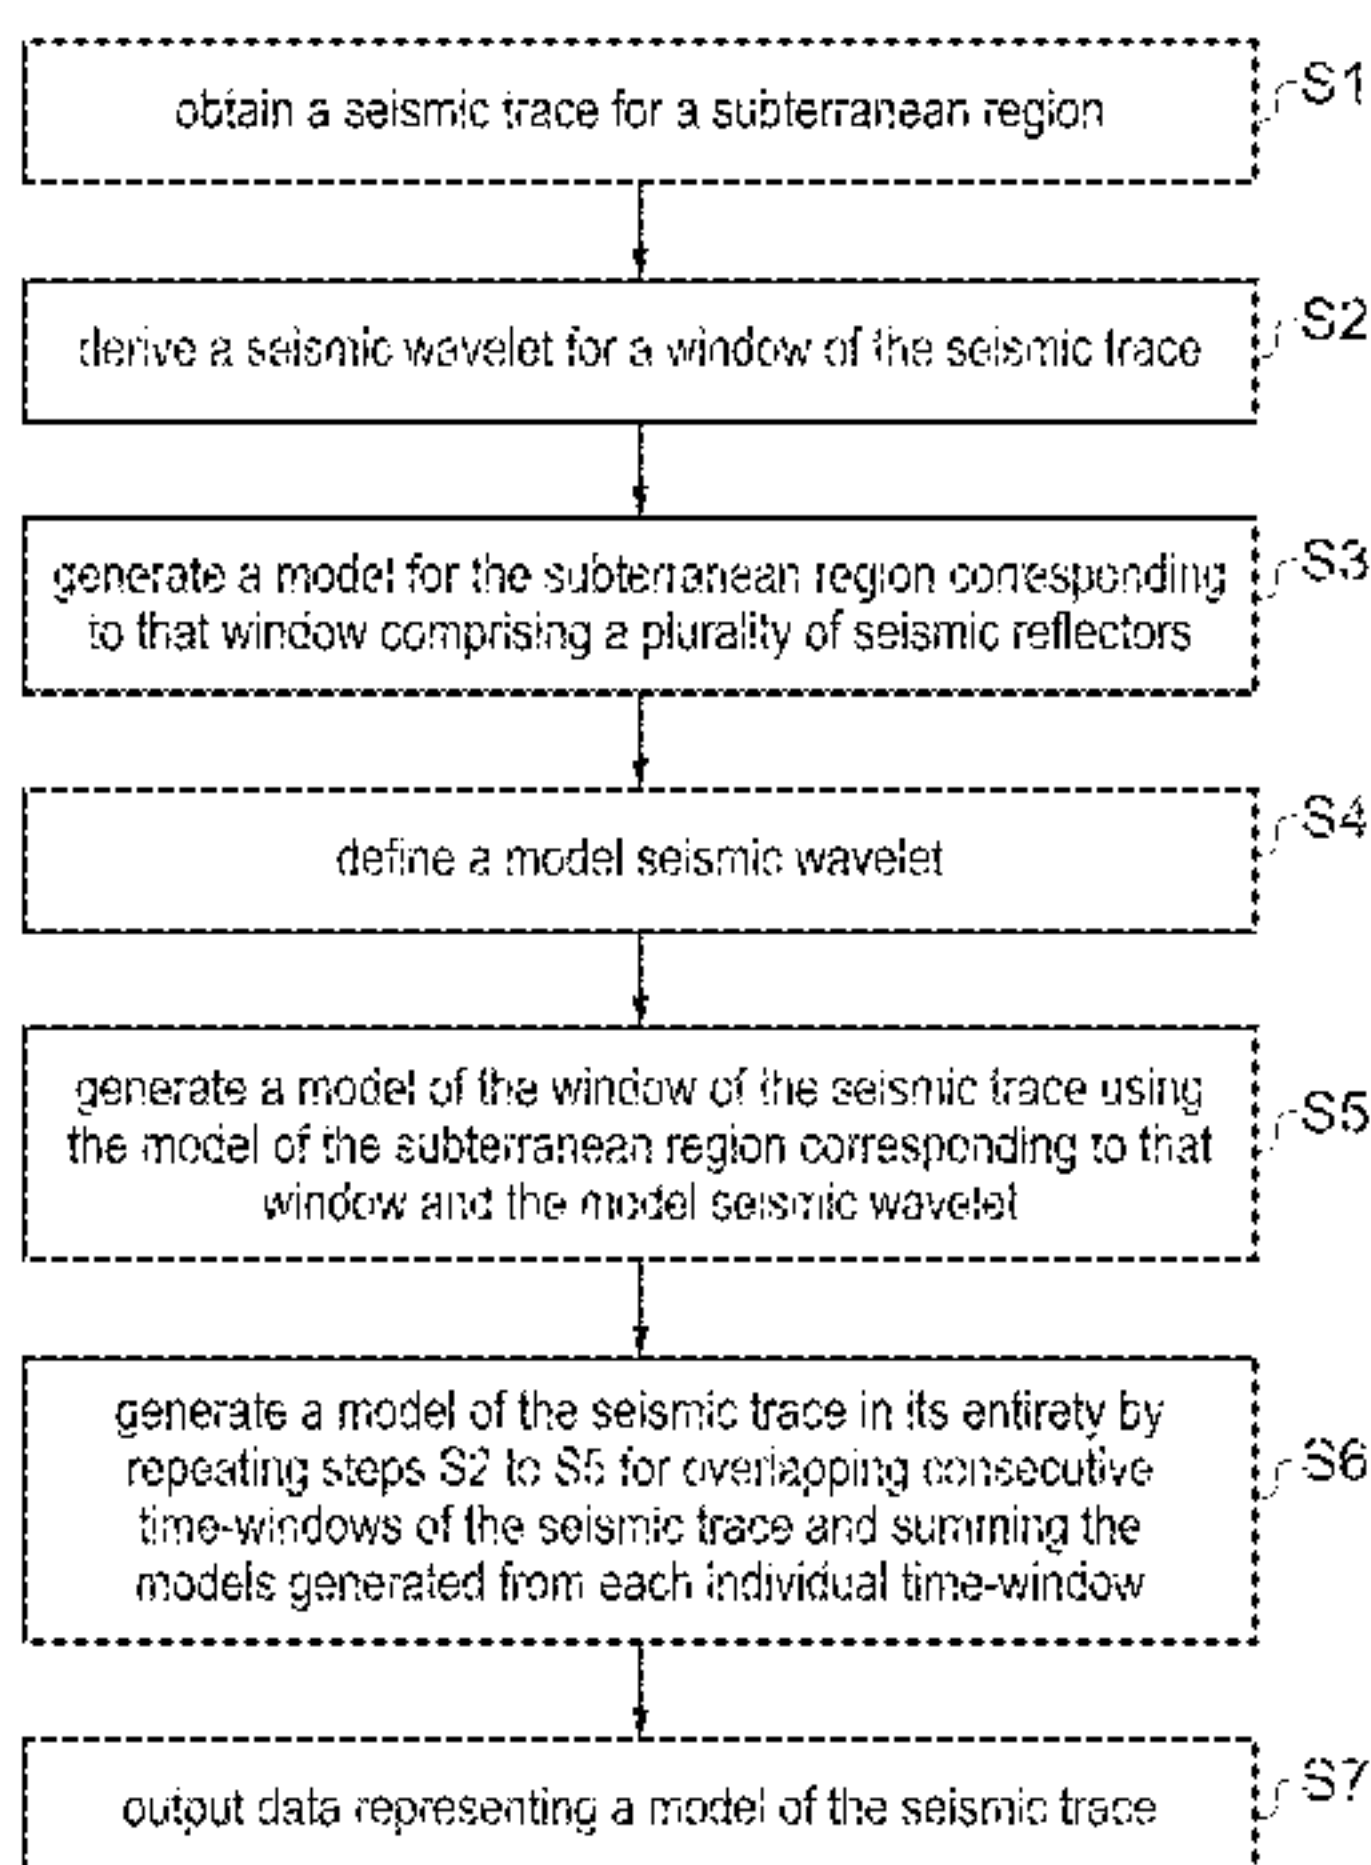 obtain a seismic trace for a subterranean region
S1
derive a seismic wavelet for a window of the seismic trace
S2
generate a model for the subterranean region corresponding
to that window comprising a plurality of seismic reflectors
S3
define a model seismic wavelet
S4
generate a model of the window of the seismic trace using
the model of the subterranean region corresponding to that
window and the model seismic wavelet
S5
generate a model of the seismic trace in its entirety by
repeating steps S2 to S5 for overlapping consecutive
time-windows of the seismic trace and summing the
models generated from each individual time-window
S6
output data representing a model of the seismic trace
S7